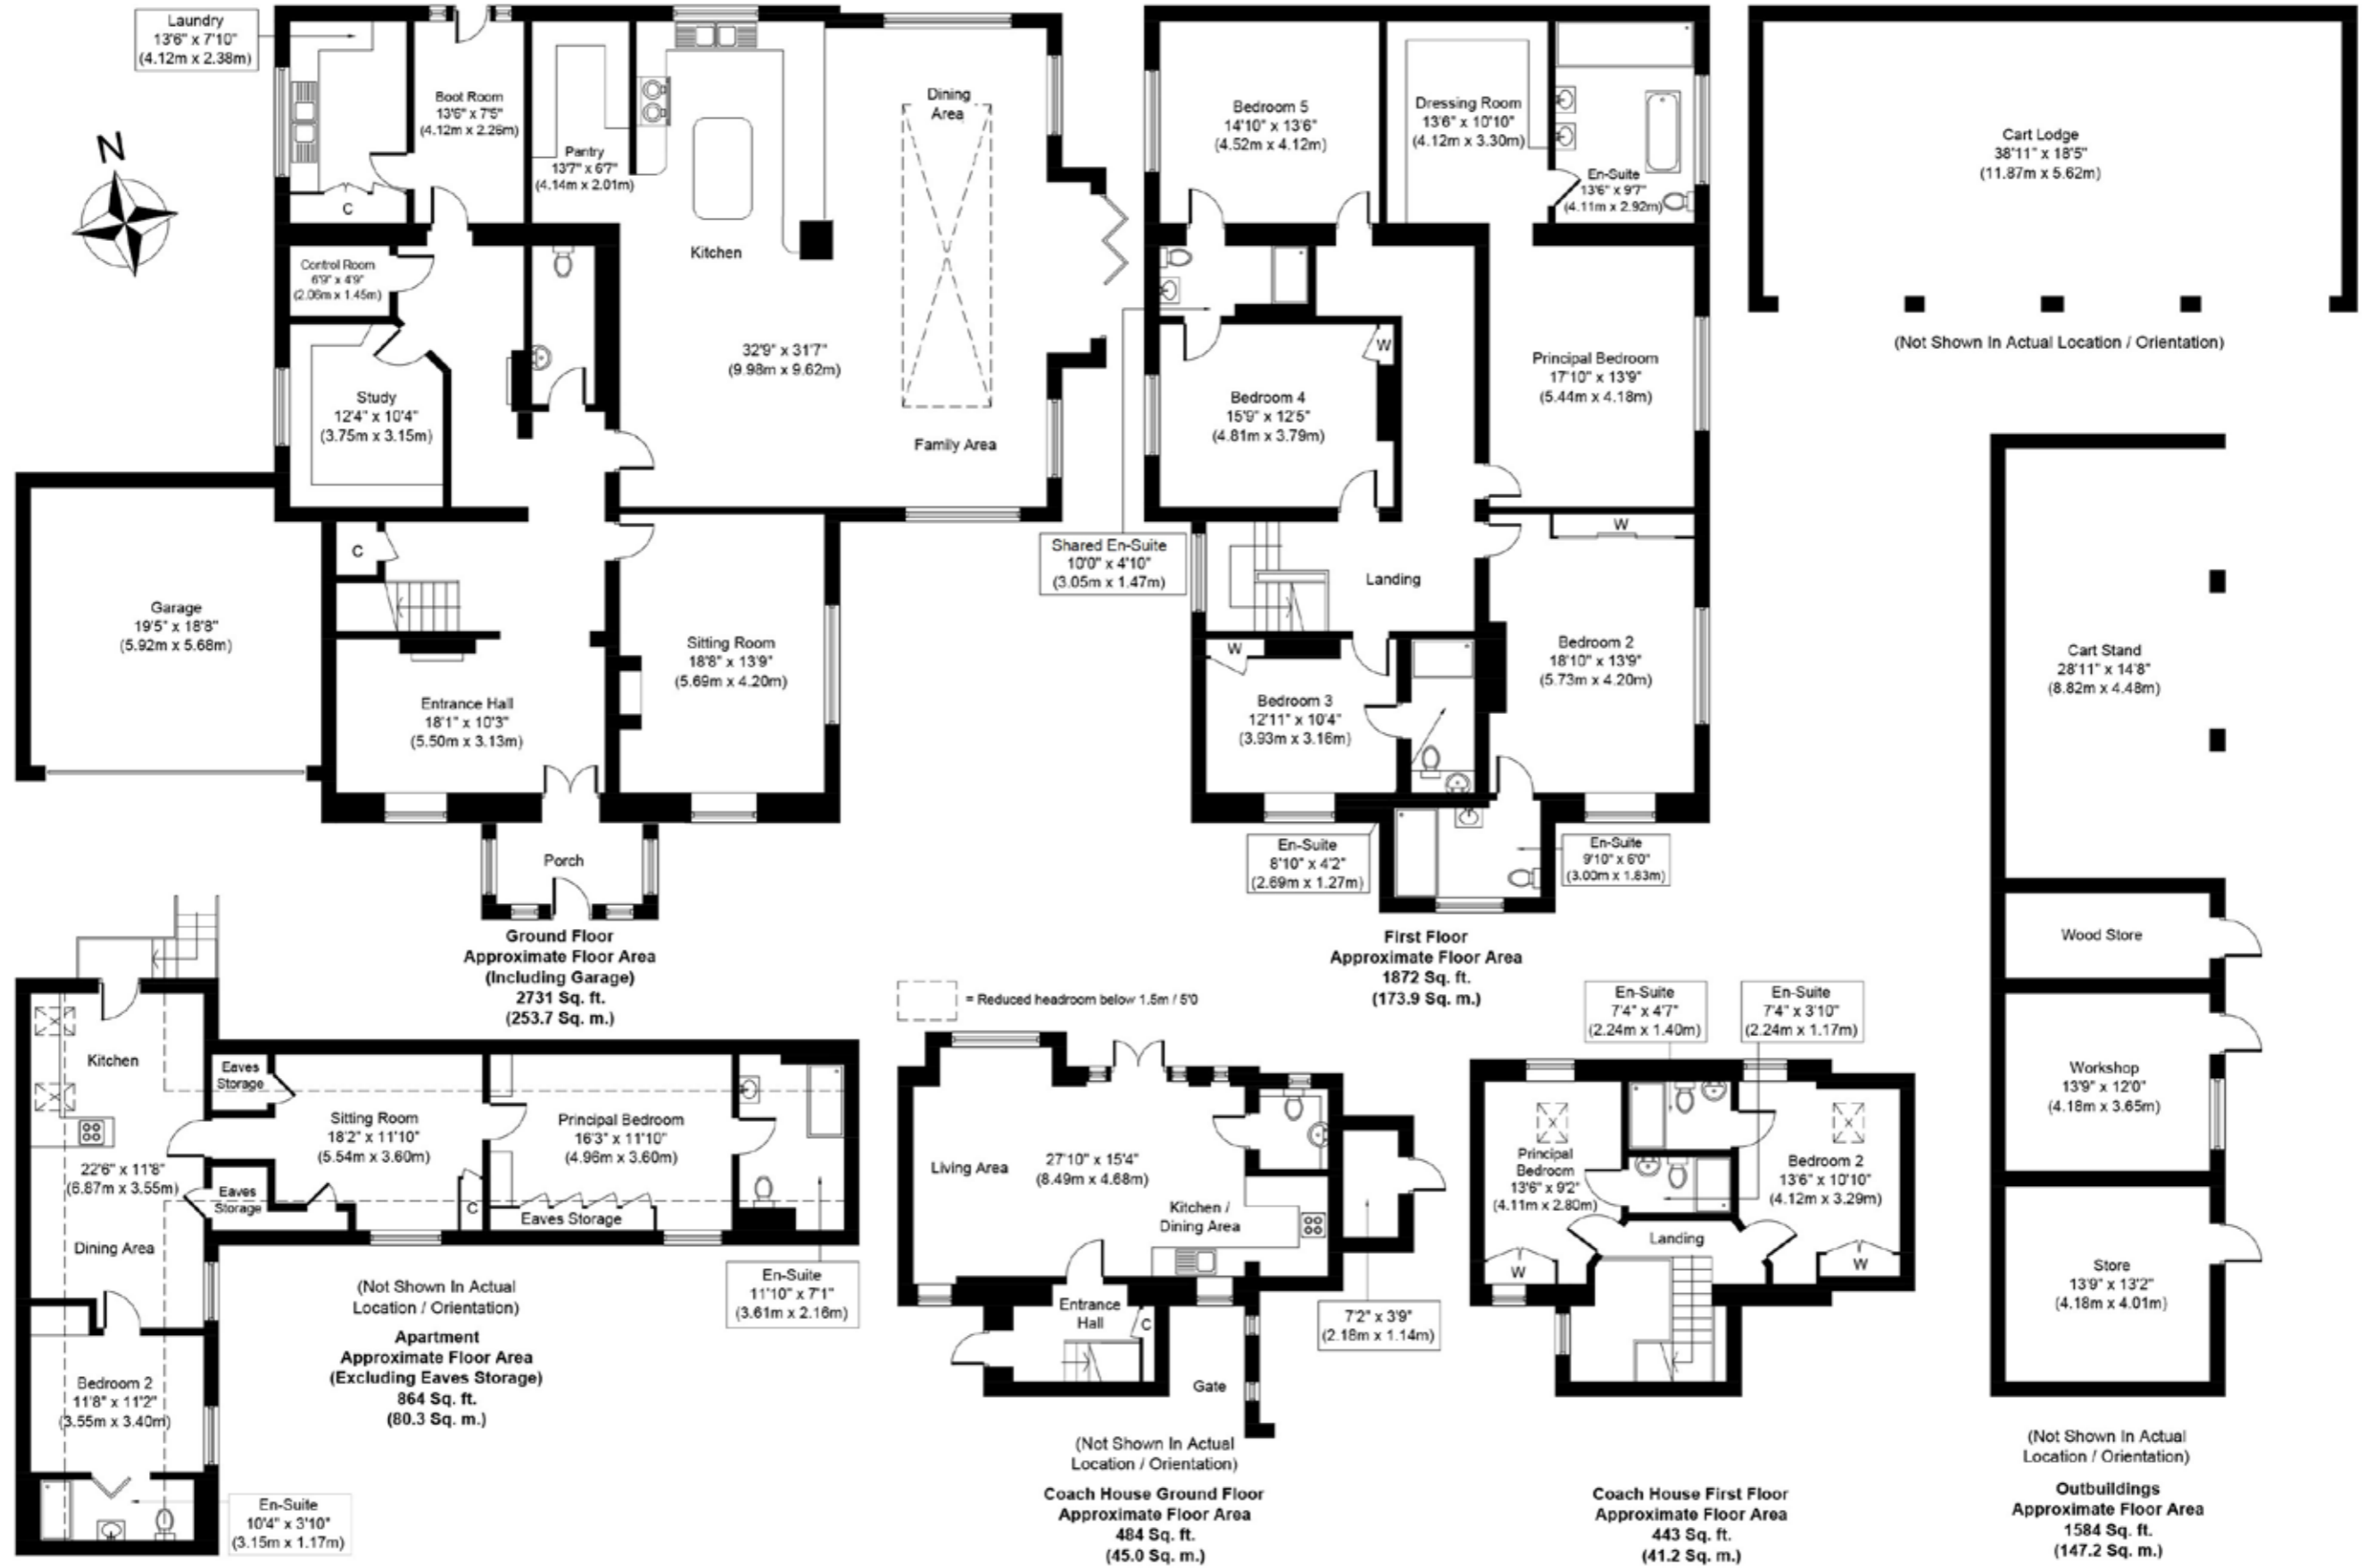 Laundry
13'6" x 7'10"
(4.12m x 2.38m)
N
C
Boot Room
13'6" x 7'5"
(4.12m x 2.26m)
Pantry
13'7" x 6'7"
(4.14m x 2.01m)
Dining
Area
Kitchen
32'9" x 31'7"
(9.98m x 9.62m)
Family Area
Control Room
6'9" x 4'9"
(2.06m x 1.45m)
Study
12'4" x 10'4"
(3.75m x 3.15m)
C
Garage
19'5" x 18'8"
(5.92m x 5.68m)
Entrance Hall
18'1" x 10'3"
(5.50m x 3.13m)
Sitting Room
18'8" x 13'9"
(5.69m x 4.20m)
Porch
Ground Floor
Approximate Floor Area
(Including Garage)
2731 Sq. ft.
(253.7 Sq. m.)
Bedroom 5
14'10" x 13'6"
(4.52m x 4.12m)
Dressing Room
13'6" x 10'10"
(4.12m x 3.30m)
En-Suite
13'6" x 9'7"
(4.11m x 2.92m)
W
Bedroom 4
15'9" x 12'5"
(4.81m x 3.79m)
Principal Bedroom
17'10" x 13'9"
(5.44m x 4.18m)
Shared En-Suite
10'0" x 4'10"
(3.05m x 1.47m)
Landing
W
W
Bedroom 3
12'11" x 10'4"
(3.93m x 3.16m)
Bedroom 2
18'10" x 13'9"
(5.73m x 4.20m)
En-Suite
8'10" x 4'2"
(2.69m x 1.27m)
En-Suite
9'10" x 6'0"
(3.00m x 1.83m)
First Floor
Approximate Floor Area
1872 Sq. ft.
(173.9 Sq. m.)
Cart Lodge
38'11" x 18'5"
(11.87m x 5.62m)
(Not Shown In Actual Location / Orientation)
Cart Stand
28'11" x 14'8"
(8.82m x 4.48m)
Wood Store
Workshop
13'9" x 12'0"
(4.18m x 3.65m)
Store
13'9" x 13'2"
(4.18m x 4.01m)
(Not Shown In Actual
Location / Orientation)
Outbuildings
Approximate Floor Area
1584 Sq. ft.
(147.2 Sq. m.)
Kitchen
22'6" x 11'8"
(6.87m x 3.55m)
Dining Area
Eaves
Storage
Eaves
Storage
Sitting Room
18'2" x 11'10"
(5.54m x 3.60m)
C
Principal Bedroom
16'3" x 11'10"
(4.96m x 3.60m)
Eaves Storage
En-Suite
11'10" x 7'1"
(3.61m x 2.16m)
Bedroom 2
11'8" x 11'2"
(3.55m x 3.40m)
En-Suite
10'4" x 3'10"
(3.15m x 1.17m)
(Not Shown In Actual
Location / Orientation)
Apartment
Approximate Floor Area
(Excluding Eaves Storage)
864 Sq. ft.
(80.3 Sq. m.)
= Reduced headroom below 1.5m / 5'0
Living Area
27'10" x 15'4"
(8.49m x 4.68m)
Kitchen /
Dining Area
Entrance
Hall
C
Gate
7'2" x 3'9"
(2.18m x 1.14m)
(Not Shown In Actual
Location / Orientation)
Coach House Ground Floor
Approximate Floor Area
484 Sq. ft.
(45.0 Sq. m.)
En-Suite
7'4" x 4'7"
(2.24m x 1.40m)
En-Suite
7'4" x 3'10"
(2.24m x 1.17m)
Principal
Bedroom
13'6" x 9'2"
(4.11m x 2.80m)
Bedroom 2
13'6" x 10'10"
(4.12m x 3.29m)
Landing
W
W
Coach House First Floor
Approximate Floor Area
443 Sq. ft.
(41.2 Sq. m.)